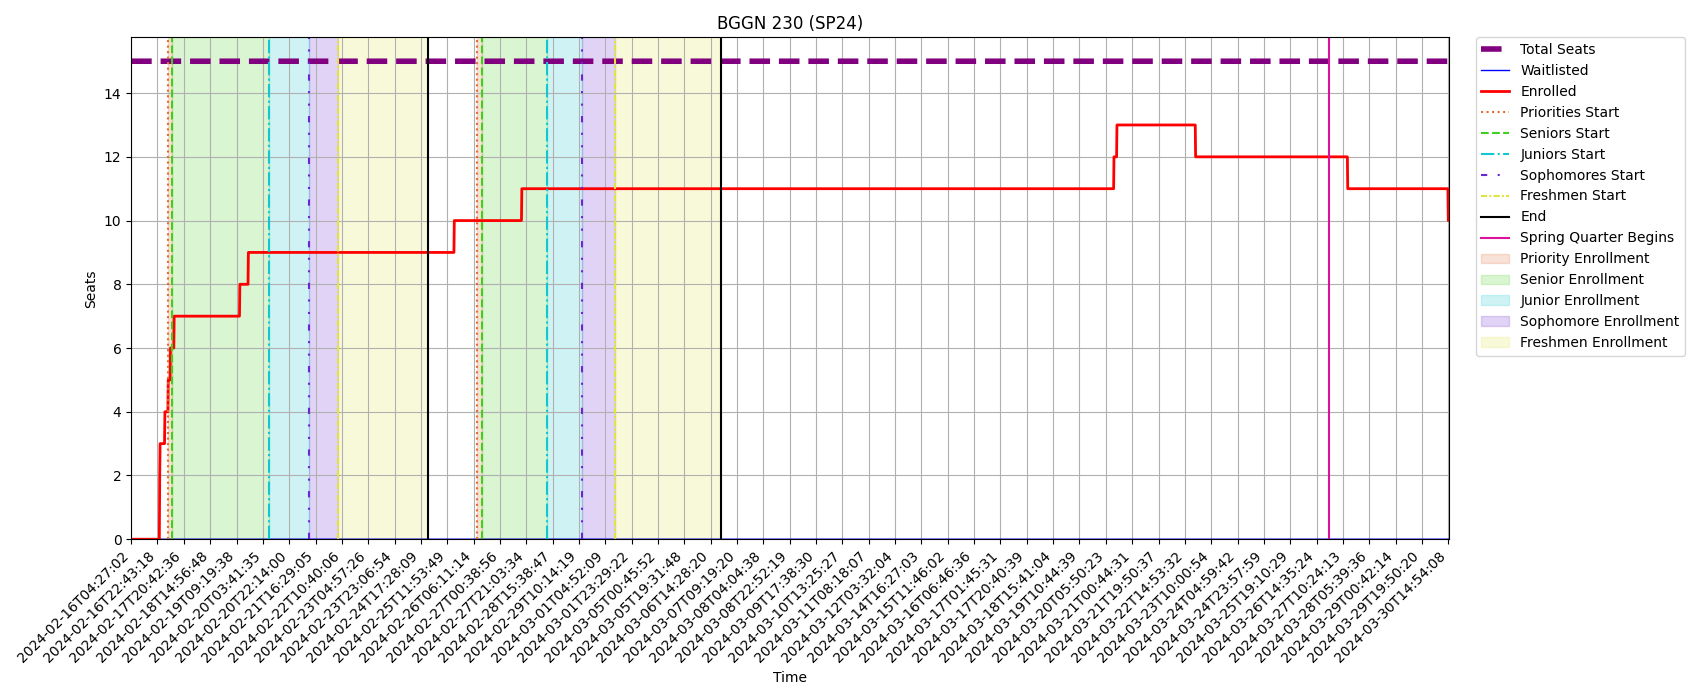 BGGN 230 (SP24)
Total Seats
Waitlisted
Enrolled
Priorities Start
Seniors Start
Juniors Start
Sophomores Start
Freshmen Start
End
Spring Quarter Begins
Priority Enrollment
Senior Enrollment
Junior Enrollment
Sophomore Enrollment
Freshmen Enrollment
Seats
14
12
10
8
6
4
2
0
2024-02-16T04:27:02
2024-02-16T22:43:18
2024-02-17T20:42:36
2024-02-18T14:56:48
2024-02-19T09:19:38
2024-02-20T03:41:35
2024-02-20T22:14:00
2024-02-21T16:29:05
2024-02-22T10:40:06
2024-02-23T04:57:26
2024-02-23T23:06:54
2024-02-24T17:28:09
2024-02-25T11:53:49
2024-02-26T06:11:14
2024-02-27T00:38:56
2024-02-27T21:03:34
2024-02-28T15:38:47
2024-02-29T10:14:19
2024-03-01T04:52:09
2024-03-01T23:29:22
2024-03-05T00:45:52
2024-03-05T19:31:48
2024-03-06T14:28:20
2024-03-07T09:19:20
2024-03-08T04:04:38
2024-03-08T22:52:19
2024-03-09T17:38:30
2024-03-10T13:25:27
2024-03-11T08:18:07
2024-03-12T03:32:04
2024-03-14T16:27:03
2024-03-15T11:46:02
2024-03-16T06:46:36
2024-03-17T01:45:31
2024-03-17T20:40:39
2024-03-18T15:41:04
2024-03-19T10:44:39
2024-03-20T05:50:23
2024-03-21T00:44:31
2024-03-21T19:50:37
2024-03-22T14:53:32
2024-03-23T10:00:54
2024-03-24T04:59:42
2024-03-24T23:57:59
2024-03-25T19:10:29
2024-03-26T14:35:24
2024-03-27T10:24:13
2024-03-28T05:39:36
2024-03-29T00:42:14
2024-03-29T19:50:20
2024-03-30T14:54:08
Time